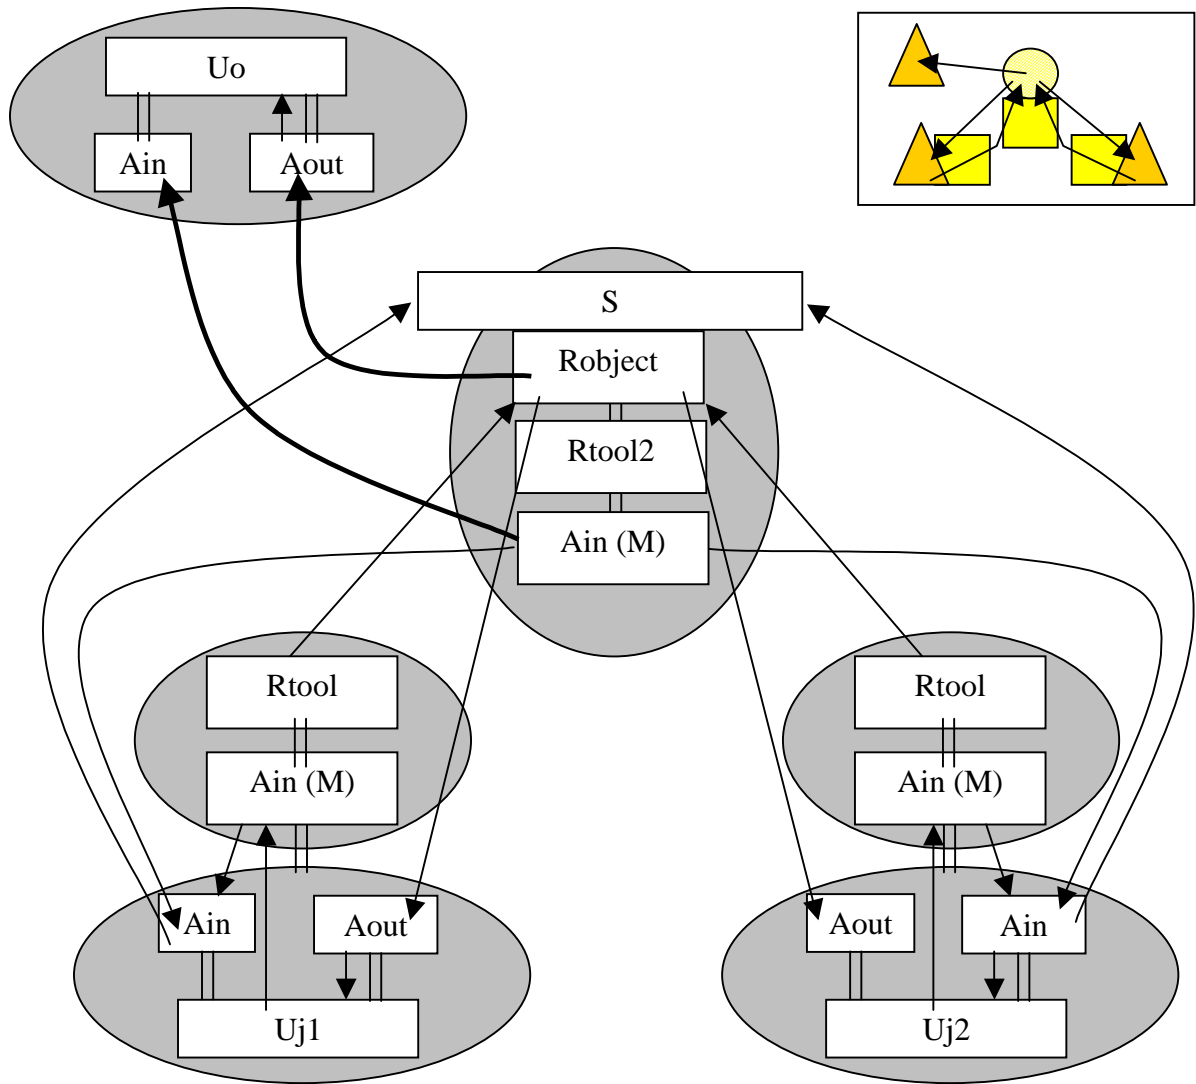 Uo
Ain
Aout
S
Robject
Rtool2
Ain (M)
Rtool
Rtool
Ain (M)
Ain (M)
Ain
Aout
Aout
Ain
Uj1
Uj2